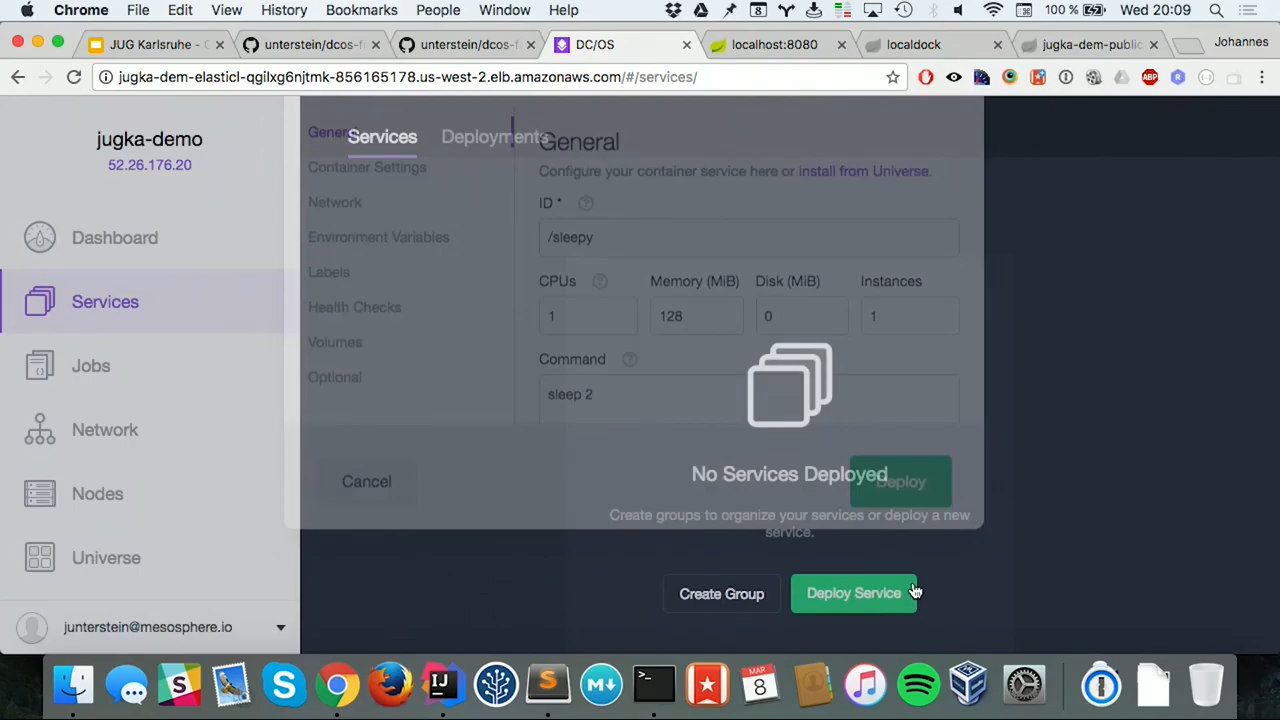 Chrome File Edit View History Bookmarks People Window Help 100 % Wed 20:09
JUG Karlsruhe - unterstein/dcos- unterstein/dcos- DC/OS localhost:8080 localdock jugka-dem-public Johannes
jugka-dem-elasticl-qgilxg6njtmk-856165178.us-west-2.elb.amazonaws.com/#/services/
jugka-demo
52.26.176.20
Dashboard
Services
Jobs
Network
Nodes
Universe
junterstein@mesosphere.io
Services Deployments
General
Container Settings
Network
Environment Variables
Labels
Health Checks
Volumes
Optional
General
Configure your container service here or install from Universe.
ID *
/sleepy
CPUs Memory (MiB) Disk (MiB) Instances
1 128 0 1
Command
sleep 2
Cancel Deploy
No Services Deployed
Create groups to organize your services or deploy a new
service.
Create Group Deploy Service